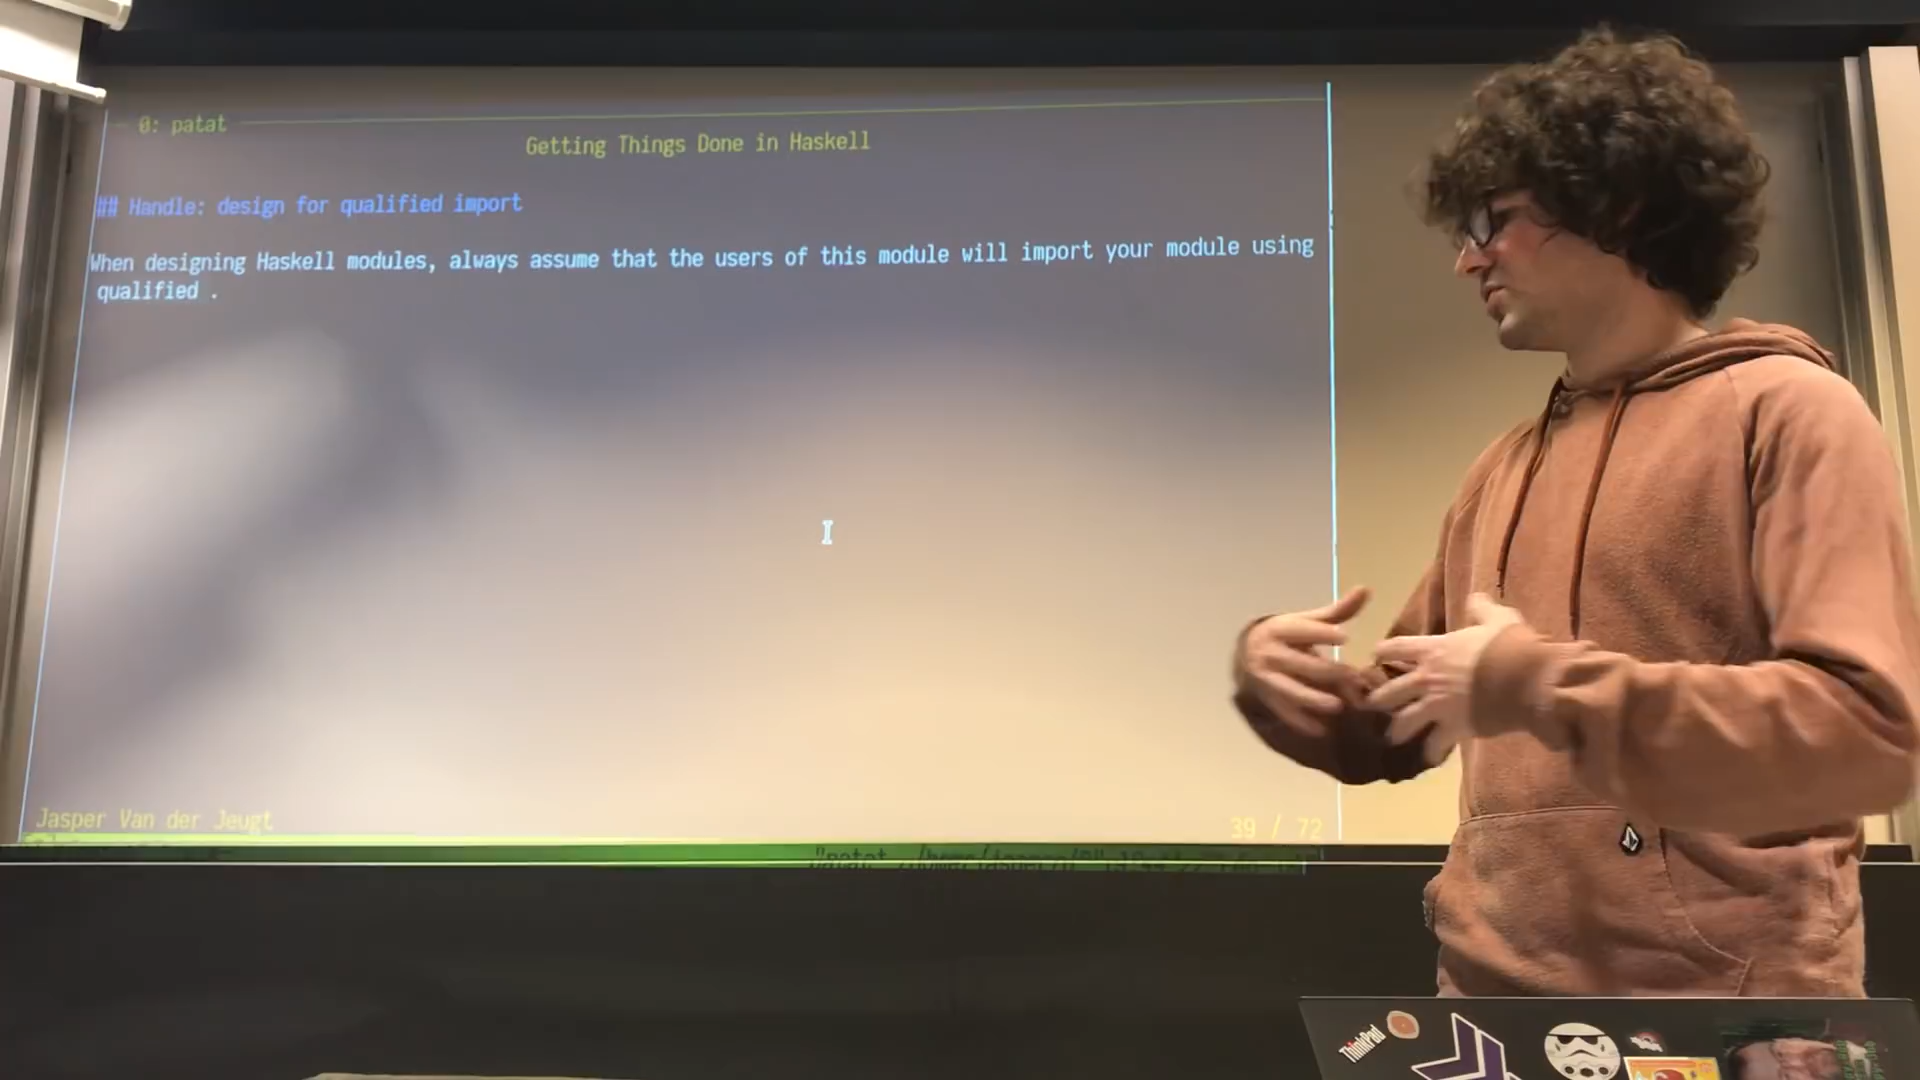 0: patat
Getting Things Done in Haskell
## Handle: design for qualified import
When designing Haskell modules, always assume that the users of this module will import your module using
qualified .
Jasper Van der Jeugt
39 / 72
ThinkPad